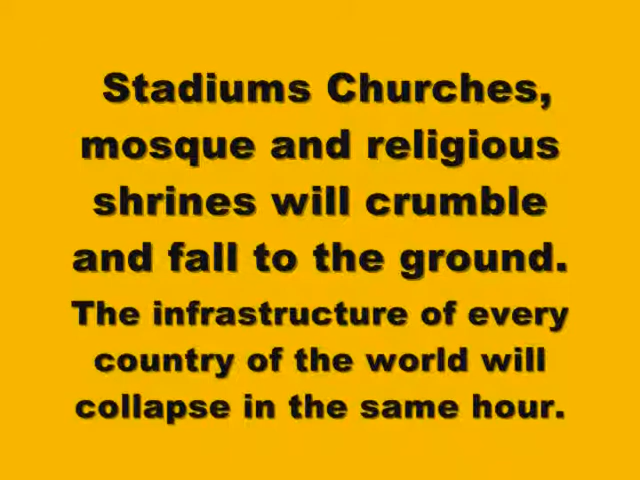 Stadiums Churches,
mosque and religious
shrines will crumble
and fall to the ground.
The infrastructure of every
country of the world will
collapse in the same hour.